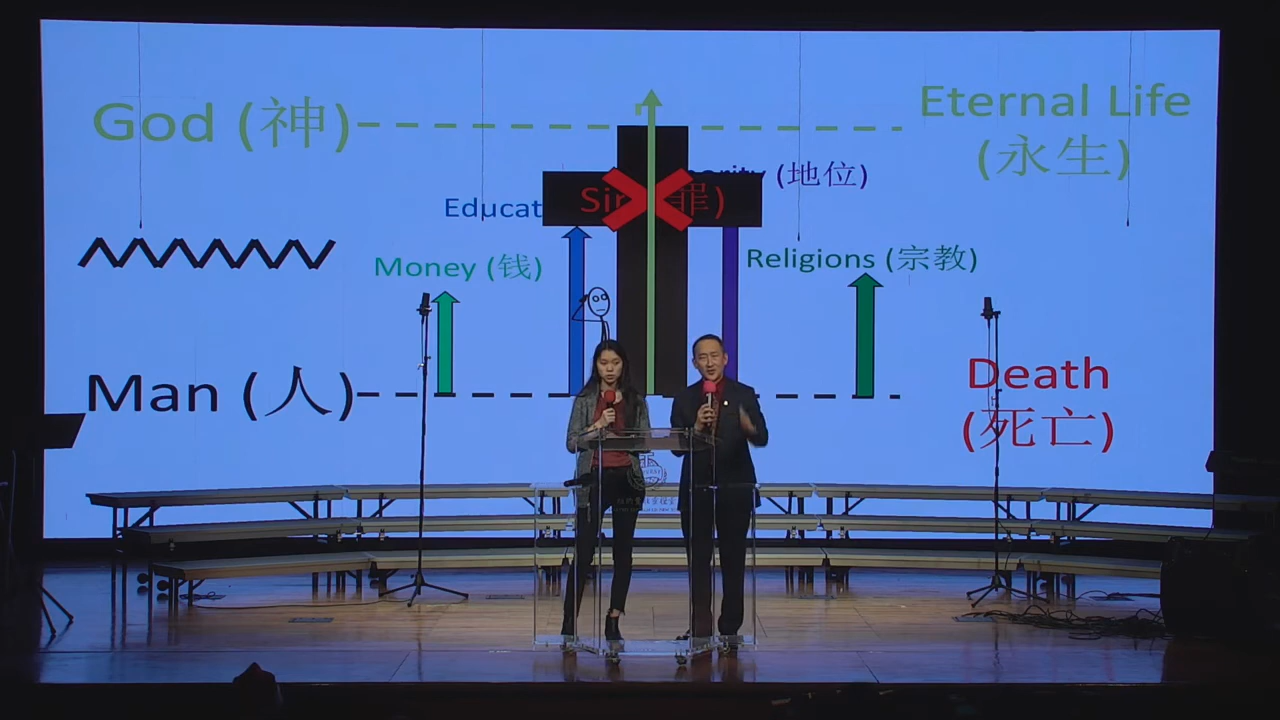 God (神)
Eternal Life
(永生)
(地位)
Sin (罪)
Religions (宗教)
Money (钱)
Man (人)
Death
(死亡)